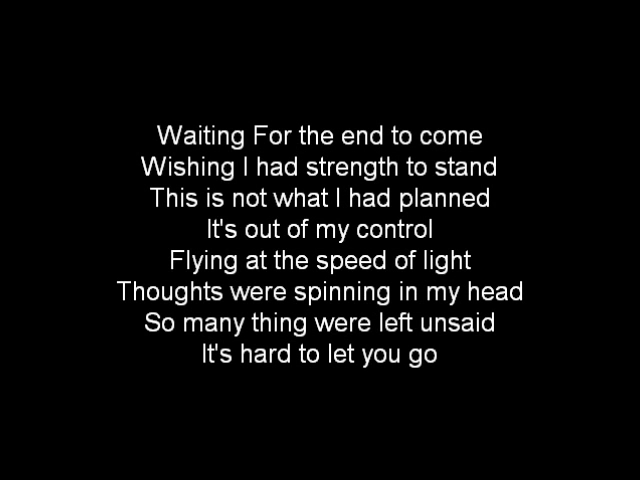 Waiting For the end to come
Wishing I had strength to stand
This is not what I had planned
It's out of my control
Flying at the speed of light
Thoughts were spinning in my head
So many thing were left unsaid
It's hard to let you go